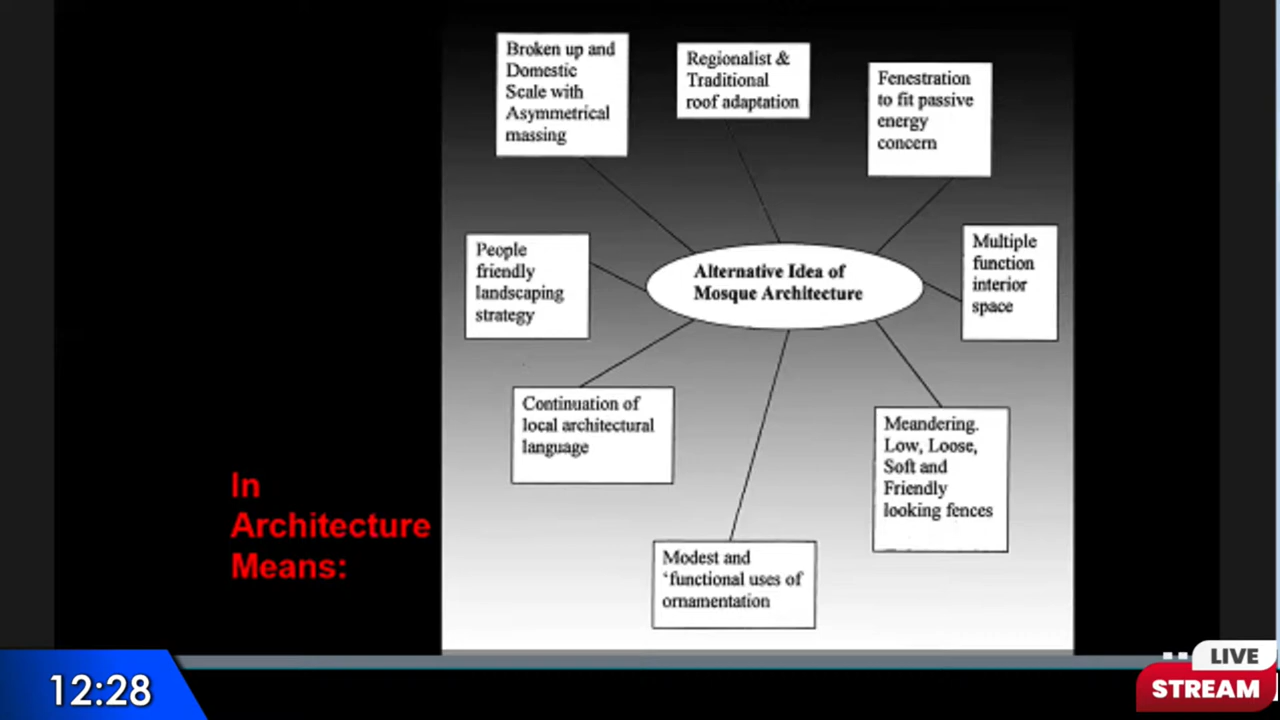 Broken up and
Domestic
Scale with
Asymmetrical
massing
Regionalist &
Traditional
roof adaptation
Fenestration
to fit passive
energy
concern
People
friendly
landscaping
strategy
Alternative Idea of
Mosque Architecture
Multiple
function
interior
space
Continuation of
local architectural
language
Meandering.
Low, Loose,
Soft and
Friendly
looking fences
Modest and
‘functional uses of
ornamentation
In
Architecture
Means:
12:28
LIVE
STREAM